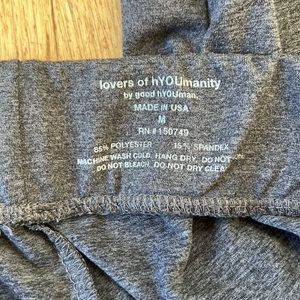 lovers of hYOUmanity
by good hYOUman
MADE IN USA
M
RN # 150749
85% POLYESTER 15% SPANDEX
MACHINE WASH COLD. HANG DRY. DO NOT
DO NOT BLEACH. DO NOT DRY CLEAN